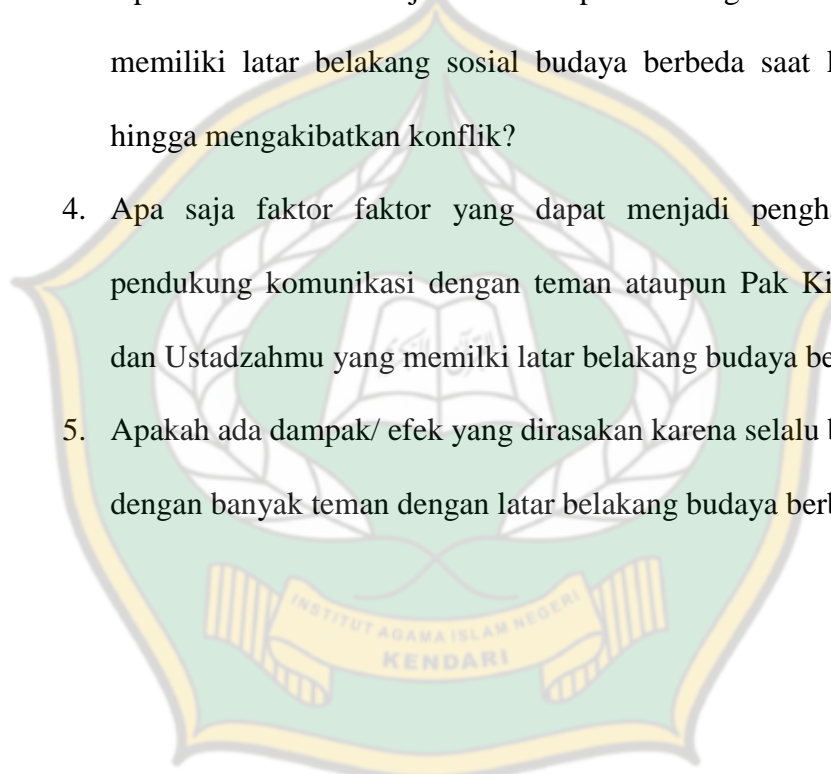 memiliki latar belakang sosial budaya berbeda saat
hingga mengakibatkan konflik?
4. Apa saja faktor faktor yang dapat menjadi
pendukung komunikasi dengan teman ataupun Pak
dan Ustadzahmu yang memilki latar belakang budaya
5. Apakah ada dampak/ efek yang dirasakan karena selalu
dengan banyak teman dengan latar belakang budaya
INSTITUT AGAMA ISLAM NEGERI
KENDARI